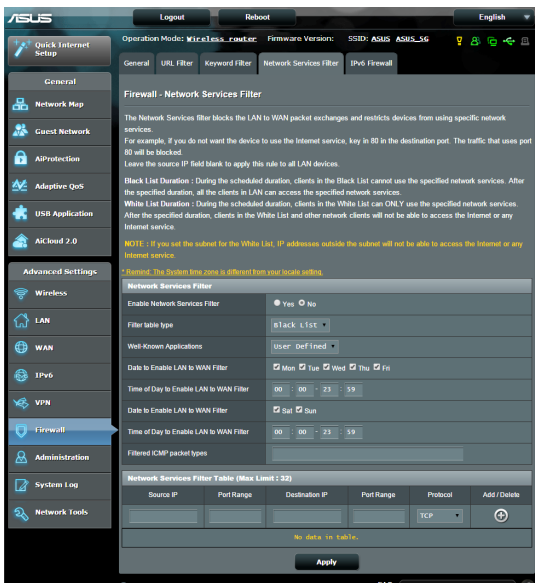 ASUS
Logout
Reboot
English
Quick Internet
Setup
Operation Mode: Wireless router Firmware Version: SSID: ASUS ASUS_5G
General
URL Filter
Keyword Filter
Network Services Filter
IPv6 Firewall
General
Network Map
Guest Network
AiProtection
Adaptive QoS
USB Application
AiCloud 2.0
Advanced Settings
Wireless
LAN
WAN
IPv6
VPN
Firewall
Administration
System Log
Network Tools
Firewall - Network Services Filter
The Network Services filter blocks the LAN to WAN packet exchanges and restricts devices from using specific network
services.
For example, if you do not want the device to use the Internet service, key in 80 in the destination port. The traffic that uses port
80 will be blocked.
Leave the source IP field blank to apply this rule to all LAN devices.
Black List Duration : During the scheduled duration, clients in the Black List cannot use the specified network services. After
the specified duration, all the clients in LAN can access the specified network services.
White List Duration : During the scheduled duration, clients in the White List can ONLY use the specified network services.
After the specified duration, clients in the White List and other network clients will not be able to access the Internet or any
Internet service.
NOTE : If you set the subnet for the White List, IP addresses outside the subnet will not be able to access the Internet or any
Internet service.
* Remind: The System time zone is different from your locale setting.
Network Services Filter
Enable Network Services Filter Yes No
Filter table type Black List
Well-Known Applications User Defined
Date to Enable LAN to WAN Filter Mon Tue Wed Thu Fri
Time of Day to Enable LAN to WAN Filter 00 : 00 - 23 : 59
Date to Enable LAN to WAN Filter Sat Sun
Time of Day to Enable LAN to WAN Filter 00 : 00 - 23 : 59
Filtered ICMP packet types
Network Services Filter Table (Max Limit : 32)
Source IP Port Range Destination IP Port Range Protocol Add / Delete
TCP
No data in table.
Apply